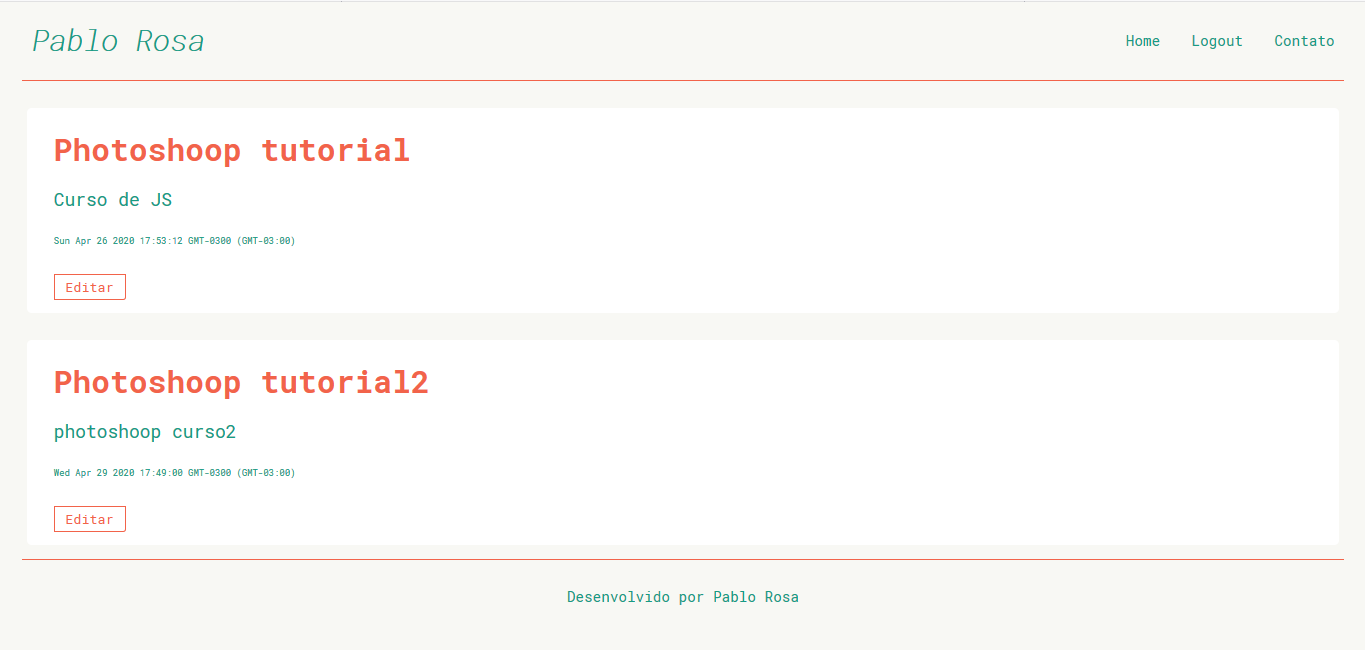 Pablo Rosa
Home Logout Contato
Photoshoop tutorial
Curso de JS
Sun Apr 26 2020 17:53:12 GMT-0300 (GMT-03:00)
Editar
Photoshoop tutorial2
photoshoop curso2
Wed Apr 29 2020 17:49:00 GMT-0300 (GMT-03:00)
Editar
Desenvolvido por Pablo Rosa